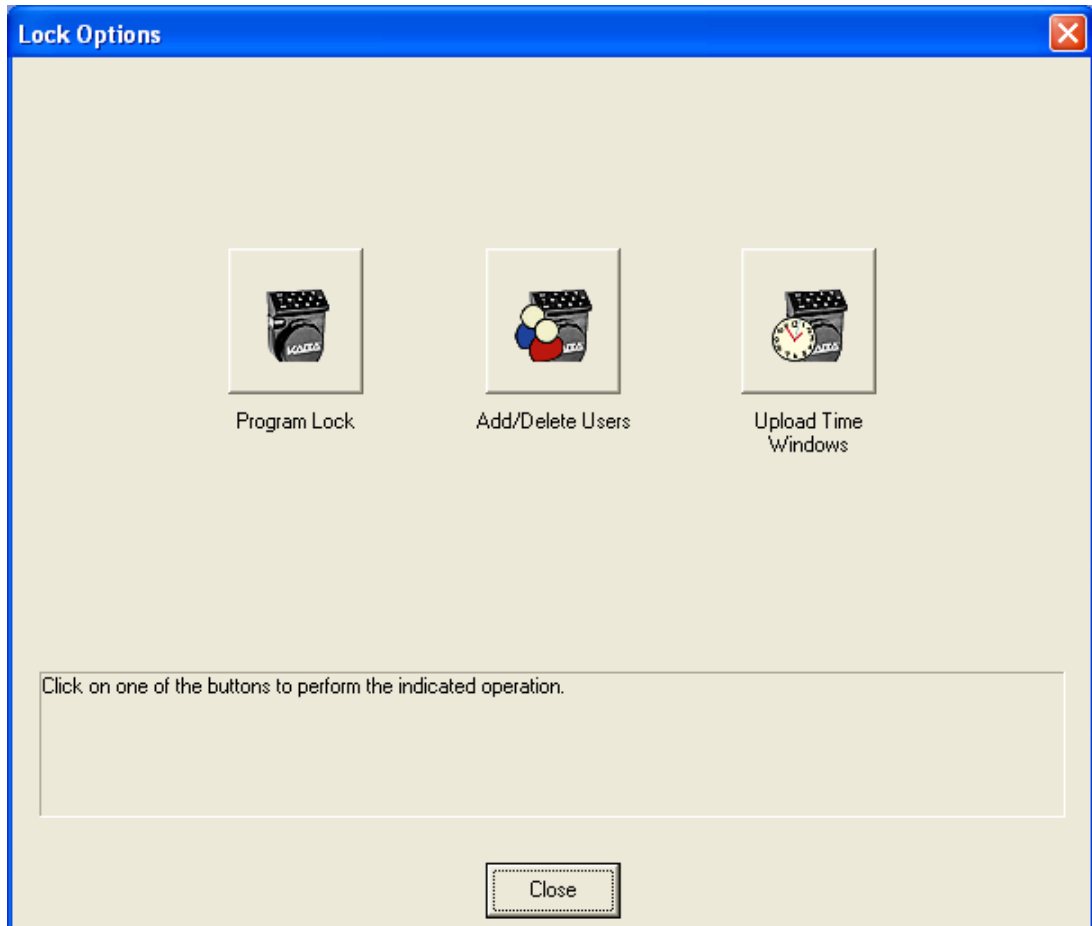 Lock Options
KABA
Program Lock
Add/Delete Users
Upload Time
Windows
Click on one of the buttons to perform the indicated operation.
Close